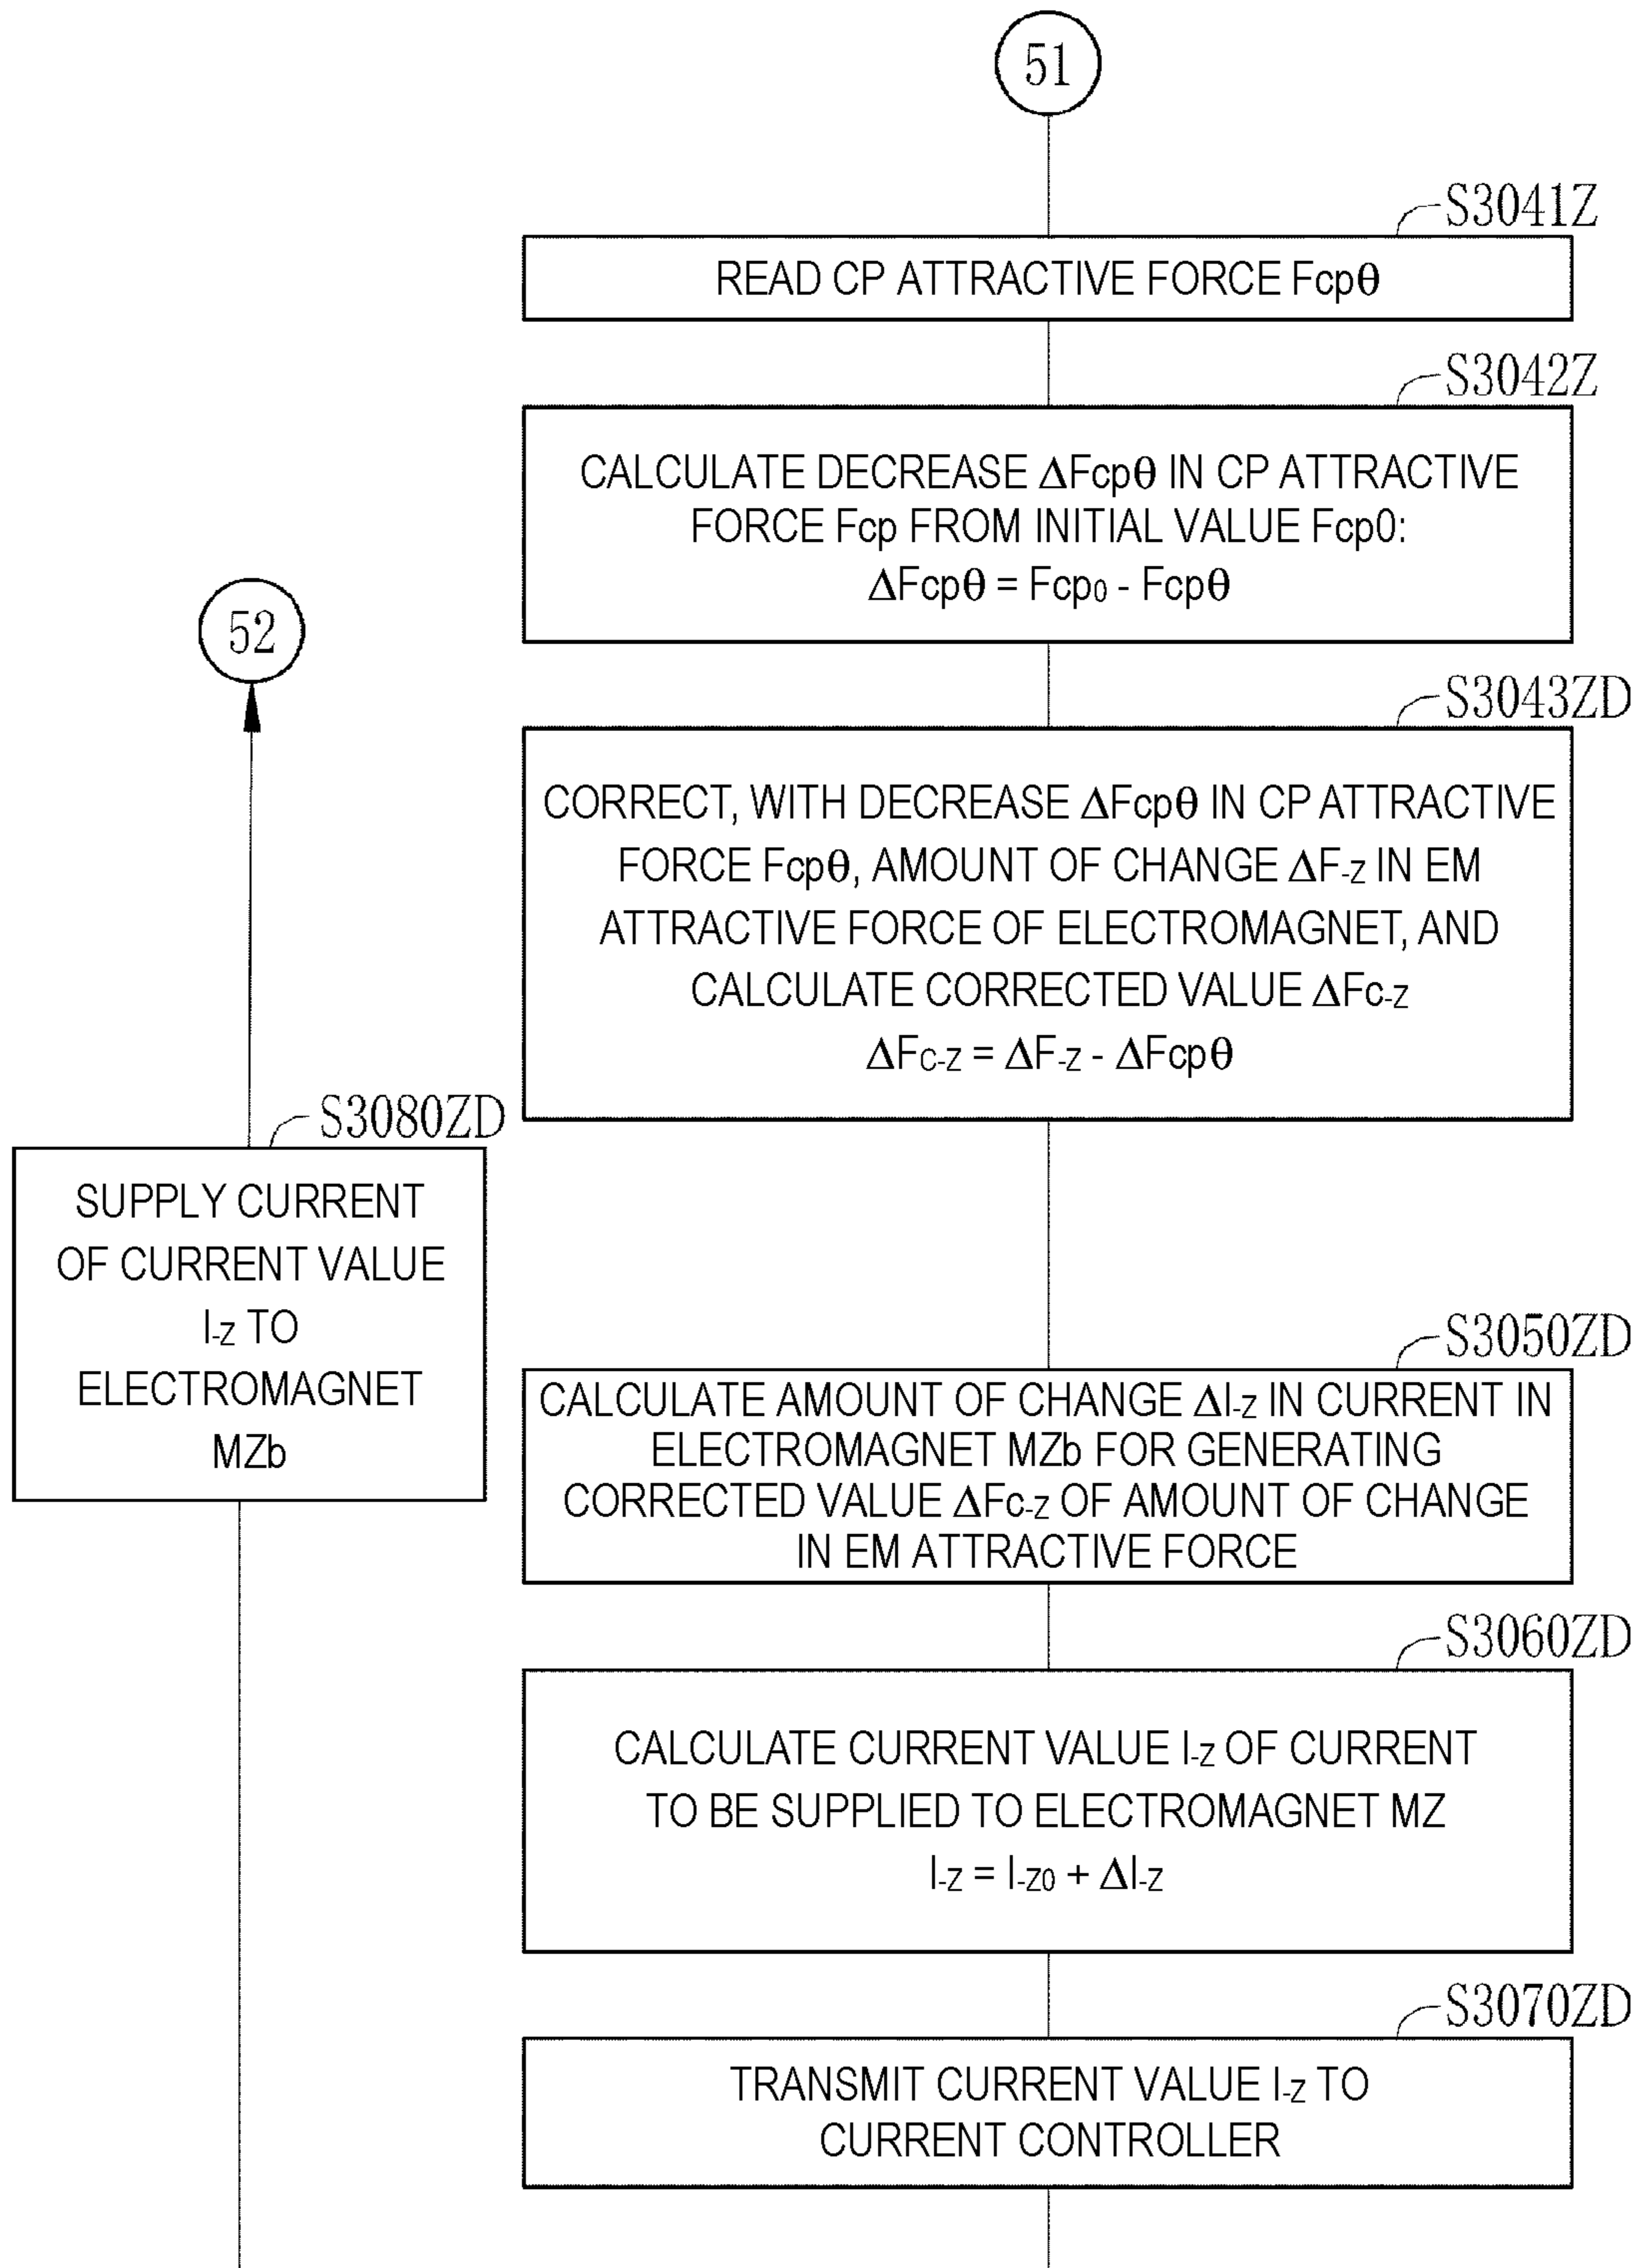 51
S3041Z
READ CP ATTRACTIVE FORCE Fcpθ
S3042Z
CALCULATE DECREASE ΔFcpθ IN CP ATTRACTIVE
FORCE Fcp FROM INITIAL VALUE Fcp0:
ΔFcpθ = Fcp₀ - Fcpθ
52
S3043ZD
CORRECT, WITH DECREASE ΔFcpθ IN CP ATTRACTIVE
FORCE Fcpθ, AMOUNT OF CHANGE ΔF-z IN EM
ATTRACTIVE FORCE OF ELECTROMAGNET, AND
CALCULATE CORRECTED VALUE ΔFc-z
ΔFc-z = ΔF-z - ΔFcpθ
S3080ZD
SUPPLY CURRENT
OF CURRENT VALUE
I-z TO
ELECTROMAGNET
MZb
S3050ZD
CALCULATE AMOUNT OF CHANGE ΔI-z IN CURRENT IN
ELECTROMAGNET MZb FOR GENERATING
CORRECTED VALUE ΔFc-z OF AMOUNT OF CHANGE
IN EM ATTRACTIVE FORCE
S3060ZD
CALCULATE CURRENT VALUE I-z OF CURRENT
TO BE SUPPLIED TO ELECTROMAGNET MZ
I-z = I-z₀ + ΔI-z
S3070ZD
TRANSMIT CURRENT VALUE I-z TO
CURRENT CONTROLLER